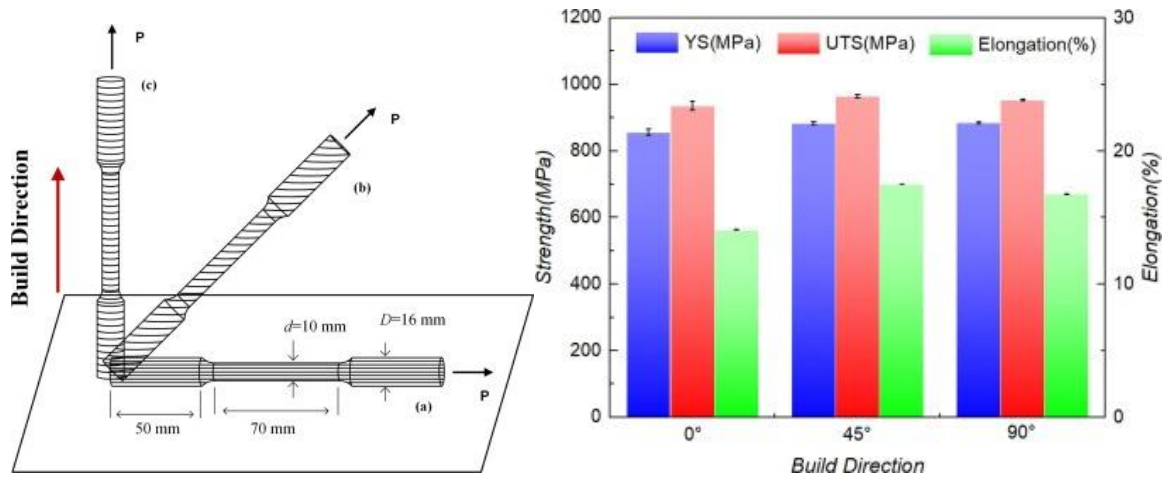 P
(c)
P
(b)
Build Direction
d=10 mm
D=16 mm
P
(a)
50 mm
70 mm
1200
1000
800
600
400
200
0
Strength(MPa)
YS(MPa)
UTS(MPa)
Elongation(%)
30
20
10
0
Elongation(%)
0°
45°
90°
Build Direction